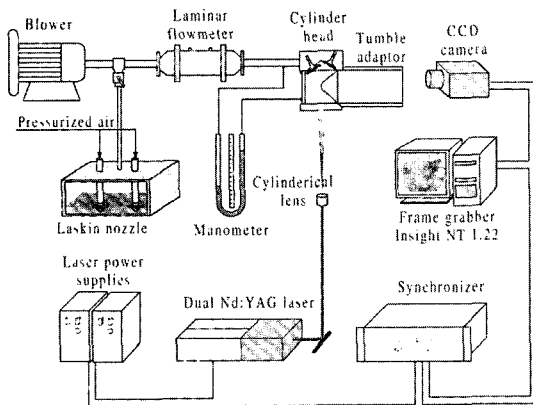 Blower
Laminar
flowmeter
Cylinder
head
Tumble
adaptor
CCD
camera
Pressurized air
Laskin nozzle
Manometer
Cylinderical
lens
Frame grabber
Insight NT 1.22
Laser power
supplies
Dual Nd:YAG laser
Synchronizer